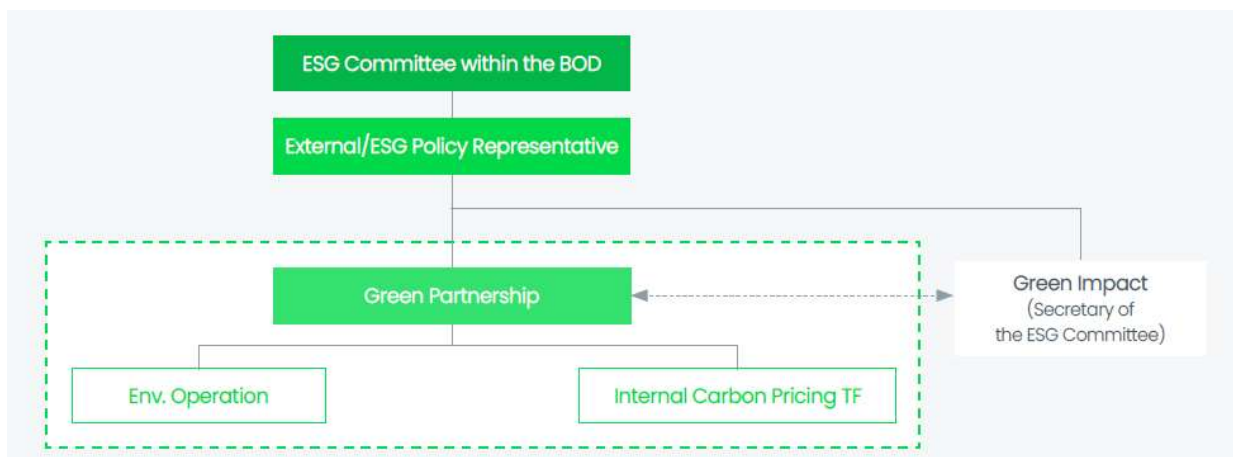 ESG Committee within the BOD
External/ESG Policy Representative
Green Partnership
Green Impact
(Secretary of
the ESG Committee)
Env. Operation
Internal Carbon Pricing TF